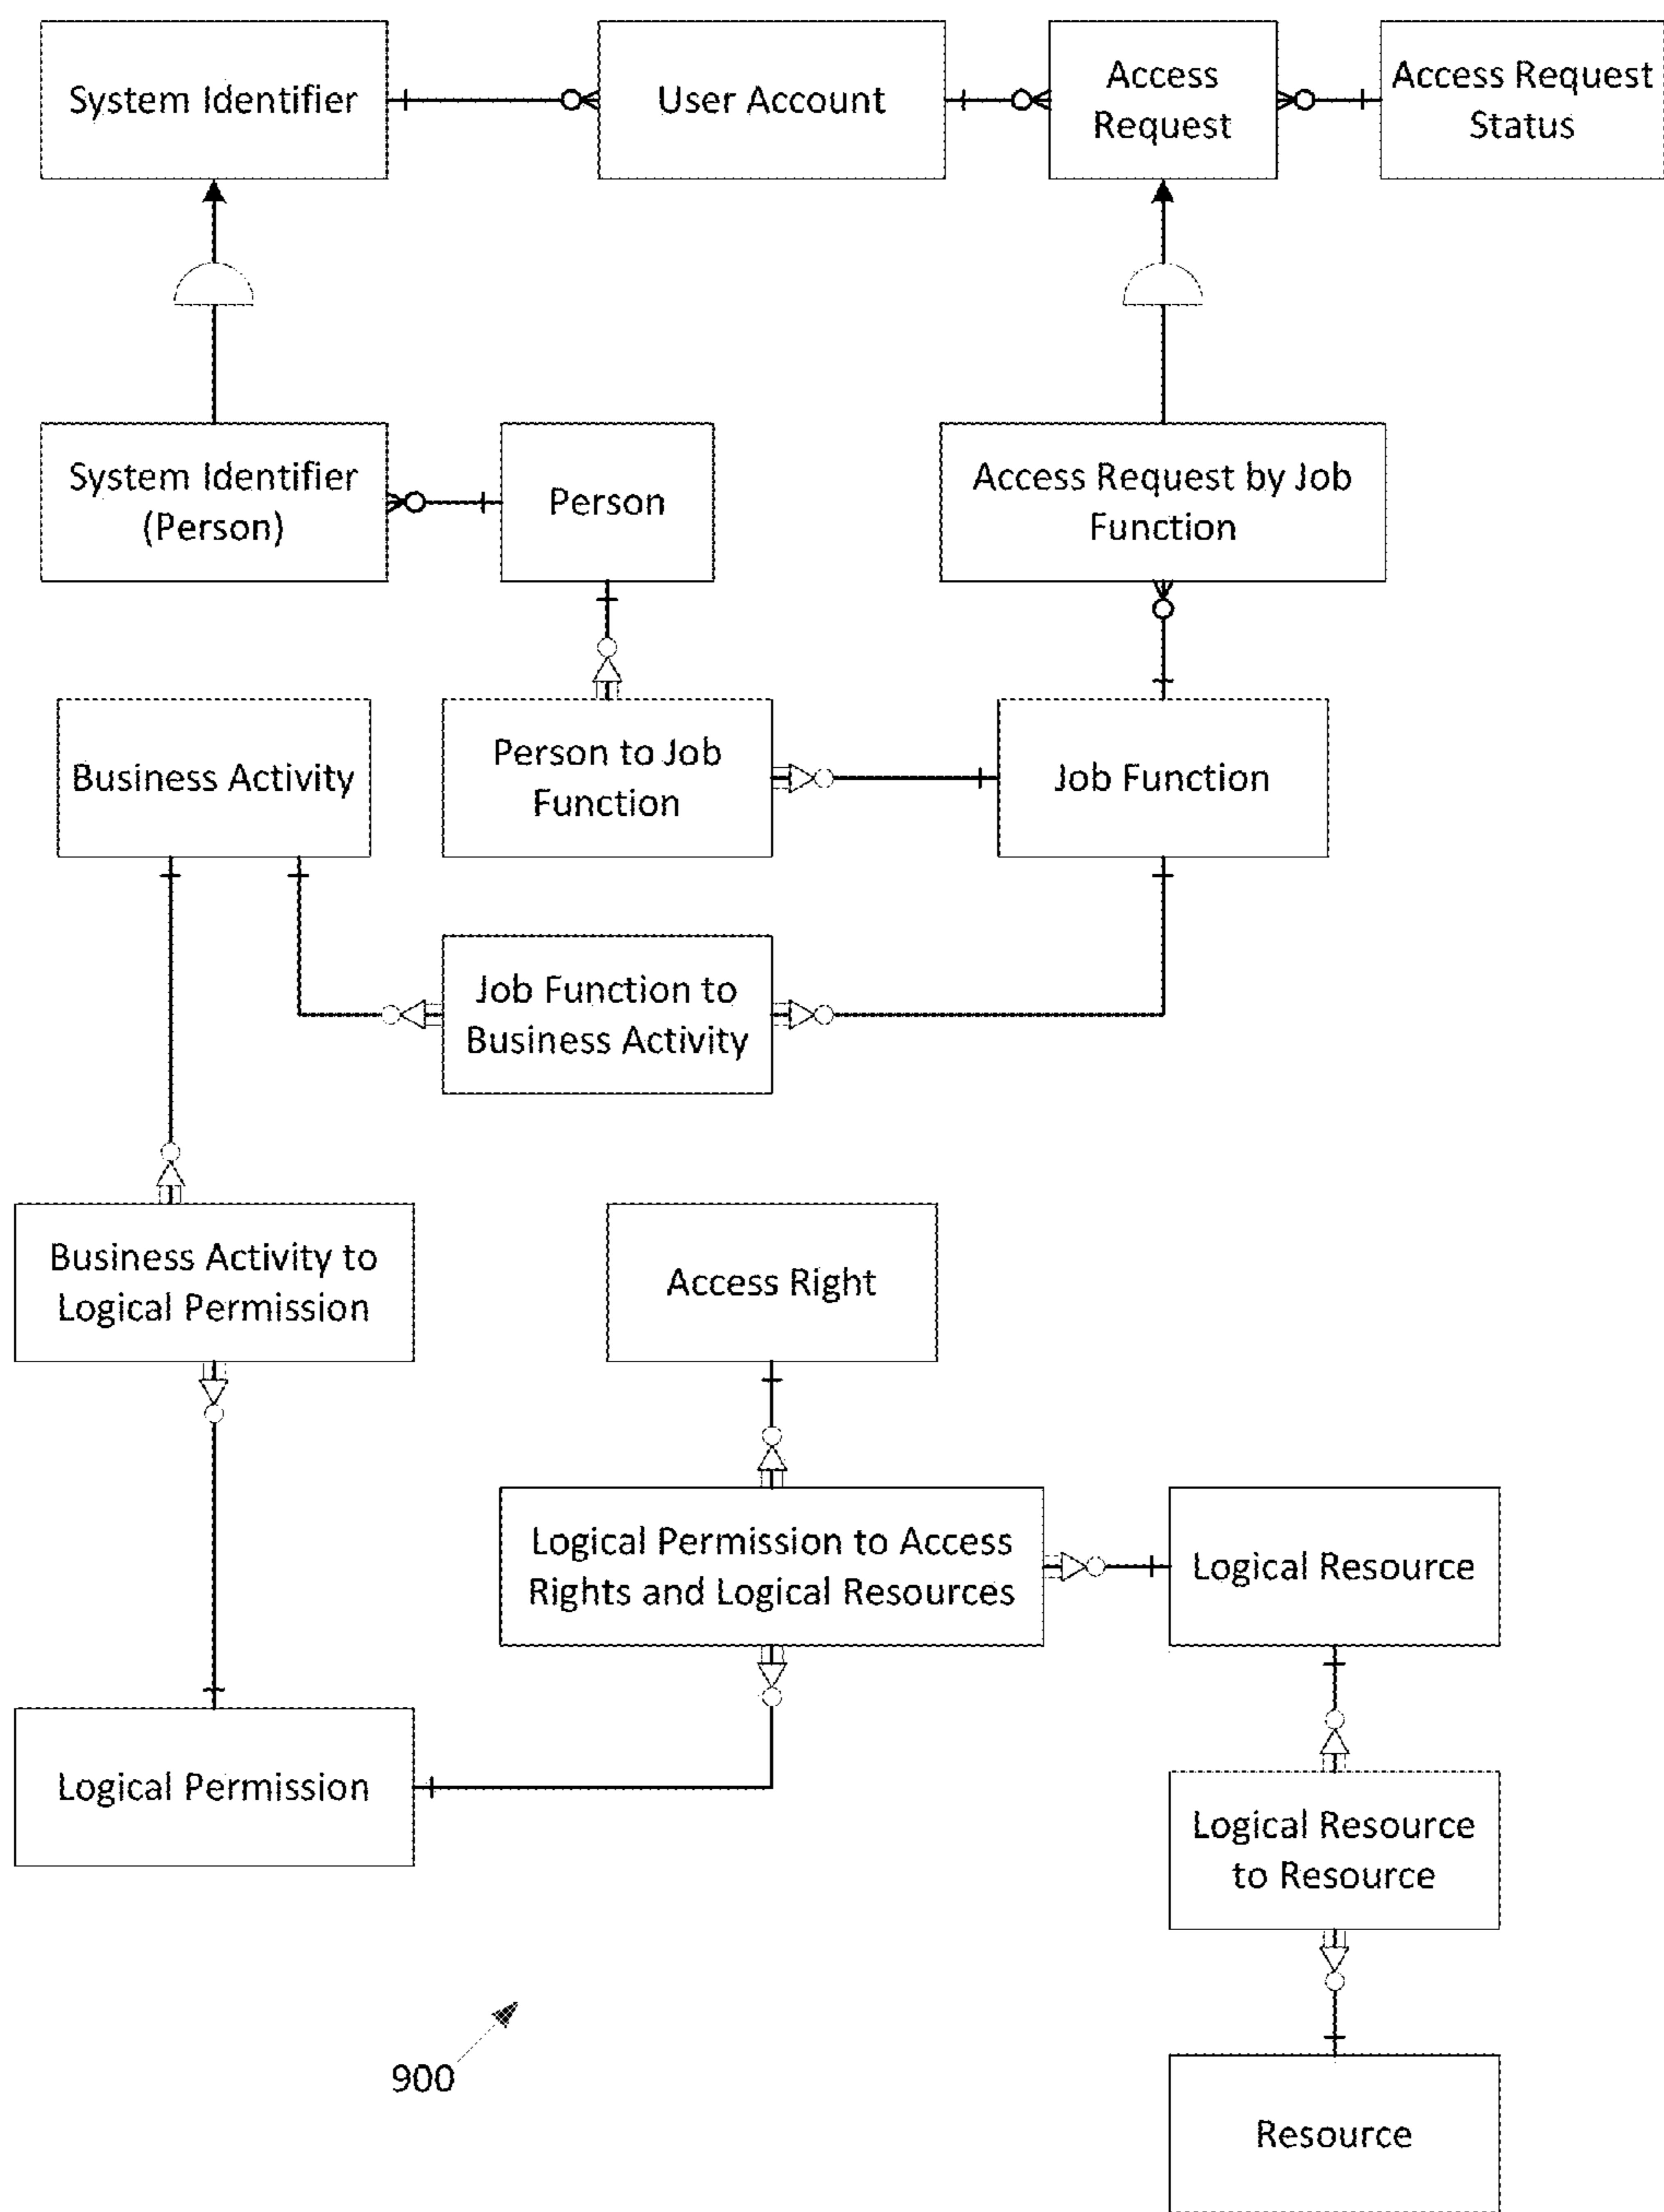 System Identifier
User Account
Access
Request
Access Request
Status
System Identifier
(Person)
Person
Access Request by Job
Function
Business Activity
Person to Job
Function
Job Function
Job Function to
Business Activity
Business Activity to
Logical Permission
Access Right
Logical Permission to Access
Rights and Logical Resources
Logical Resource
Logical Permission
Logical Resource
to Resource
900
Resource